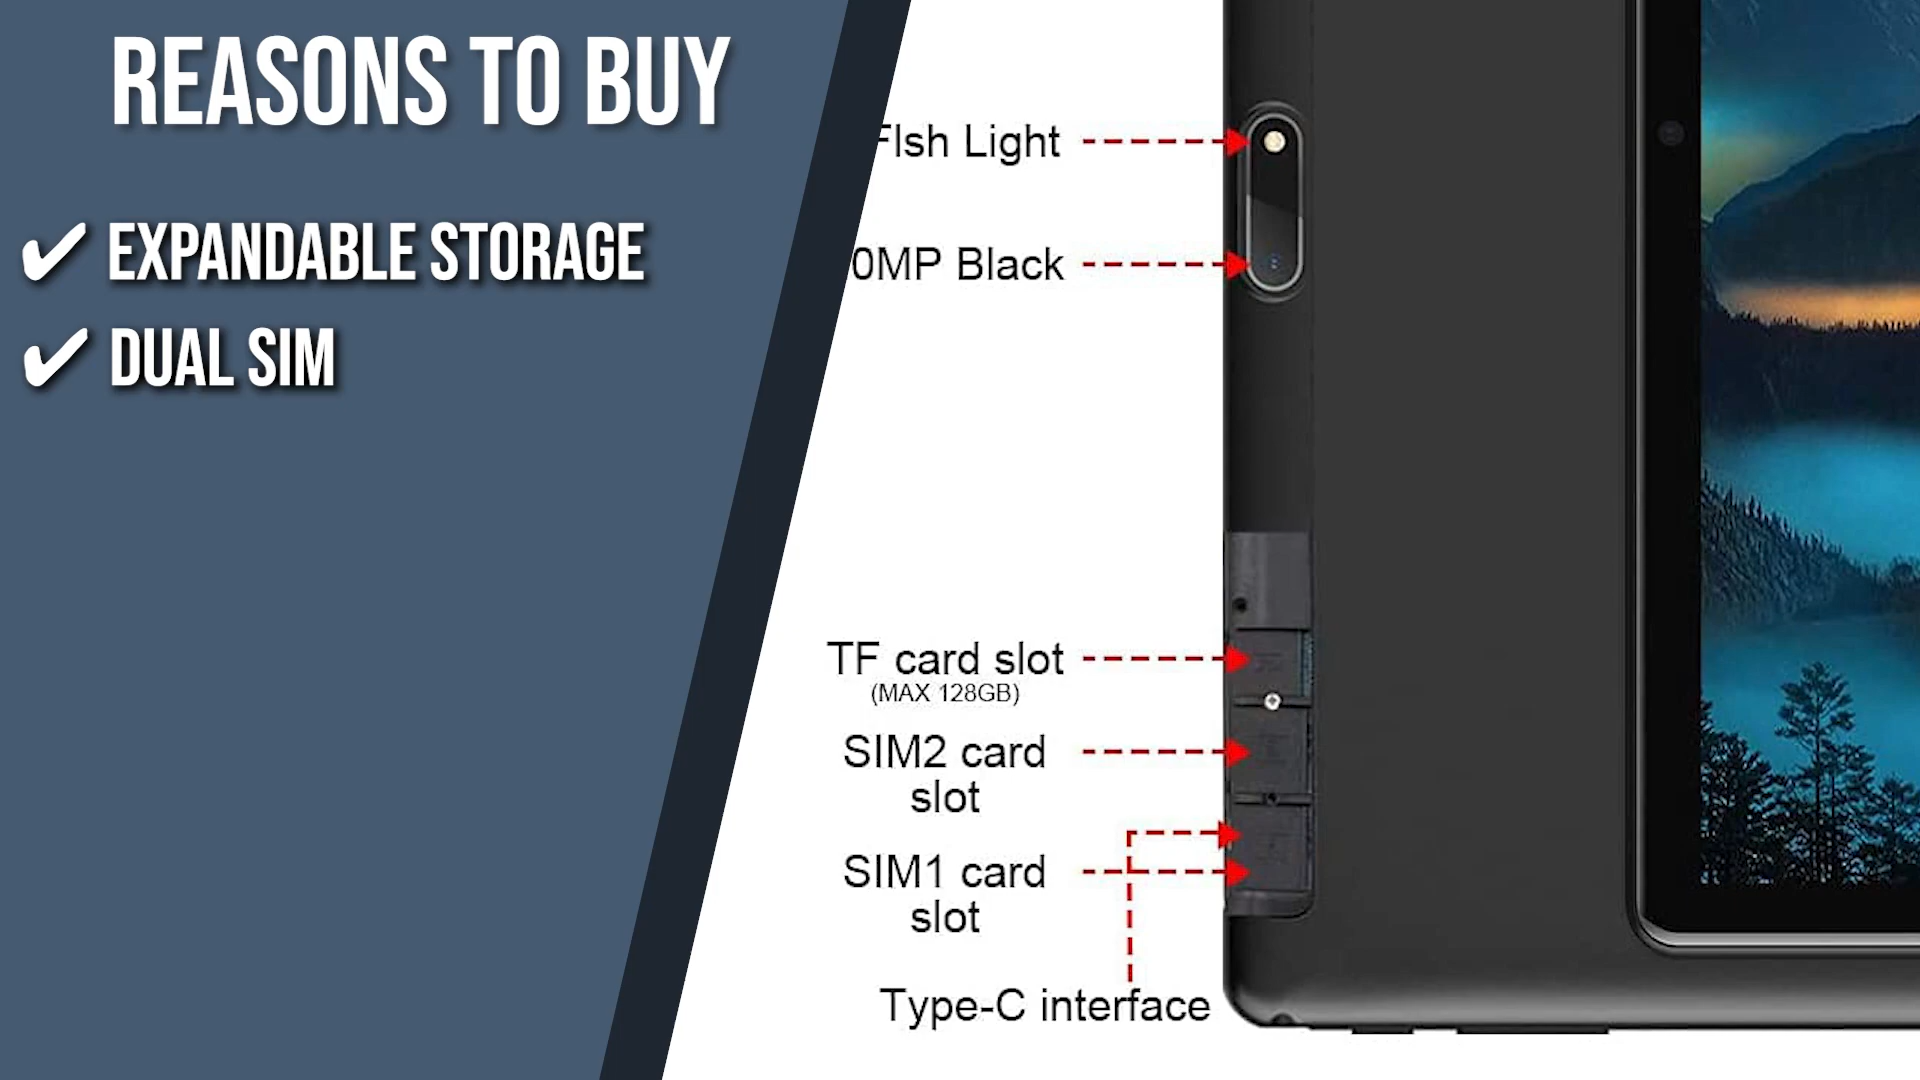 REASONS TO BUY
✔ EXPANDABLE STORAGE
✔ DUAL SIM
Flsh Light
0MP Black
TF card slot
(MAX 128GB)
SIM2 card
slot
SIM1 card
slot
Type-C interface